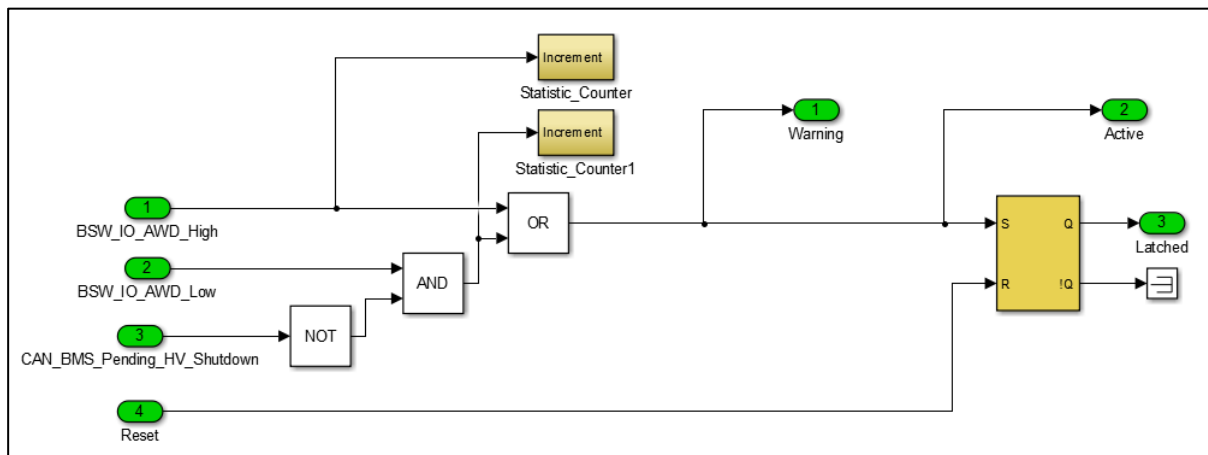 Increment
Statistic_Counter
Increment
Statistic_Counter1
1
Warning
2
Active
1
BSW_IO_AWD_High
OR
S
Q
3
Latched
2
BSW_IO_AWD_Low
AND
R
!Q
3
CAN_BMS_Pending_HV_Shutdown
NOT
4
Reset